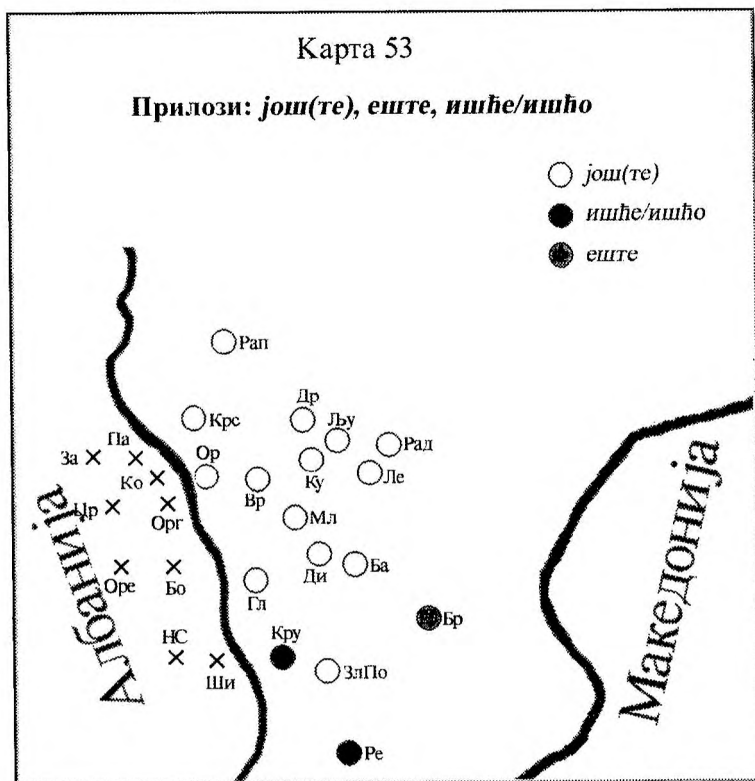 Карта 53
Прилози: још(те), еште, ишће/ишћо
још(те)
ишће/ишћо
еште
Рап
Крс
Др
Љу
Рад
Па
За
Ор
Ко
Ку
Ле
Вр
Цр
Орг
Мл
Ди
Ба
Оре
Бо
Гл
Бр
НС
Кру
Ши
ЗлПо
Ре
Албанија
Македонија